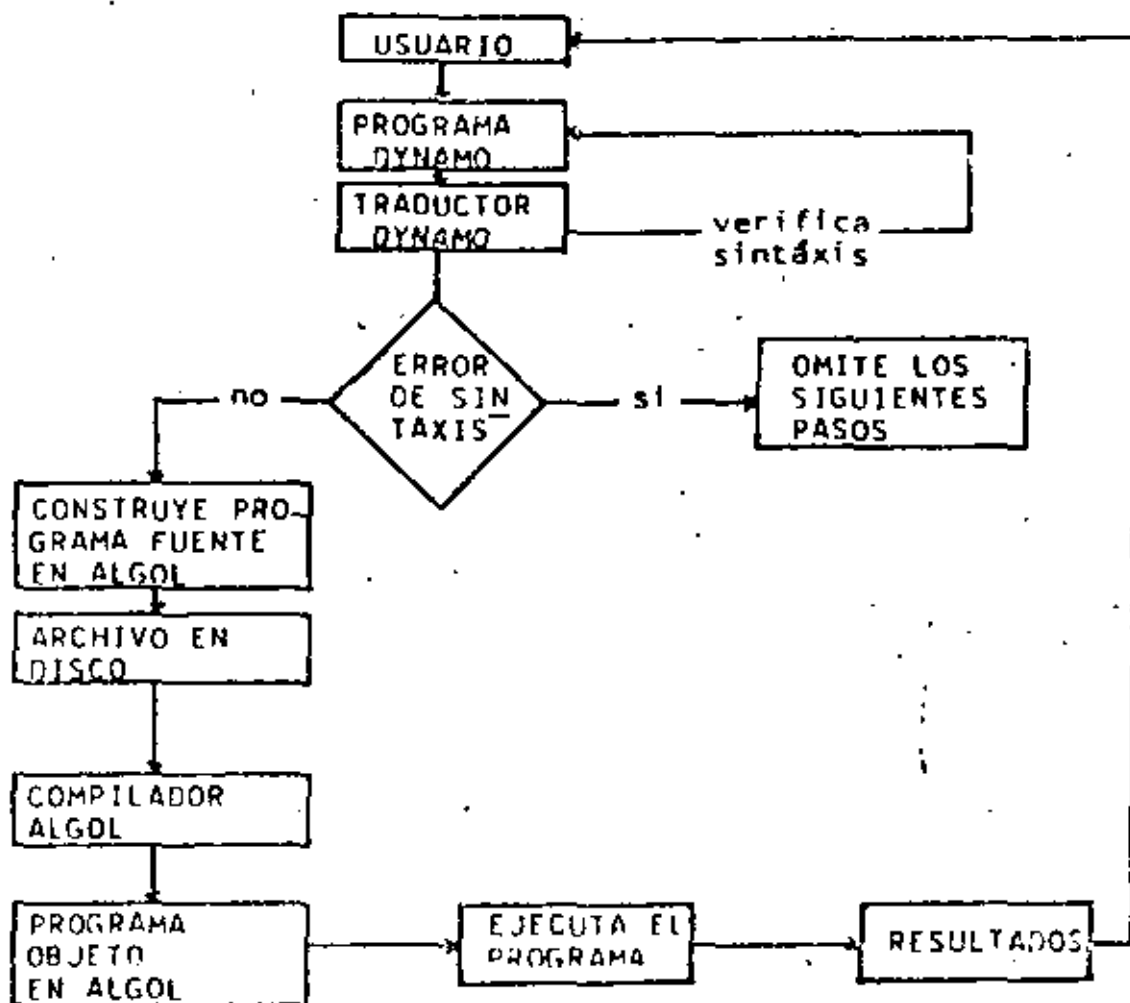 USUARIO
PROGRAMA
DYNAMO
TRADUCTOR
DYNAMO
verifica
sintáxis
ERROR
DE SIN
TAXIS
no
si
OMITE LOS
SIGUIENTES
PASOS
CONSTRUYE PRO-
GRAMA FUENTE
EN ALGOL
ARCHIVO EN
DISCO
COMPILADOR
ALGOL
PROGRAMA
OBJETO
EN ALGOL
EJECUTA EL
PROGRAMA
RESULTADOS